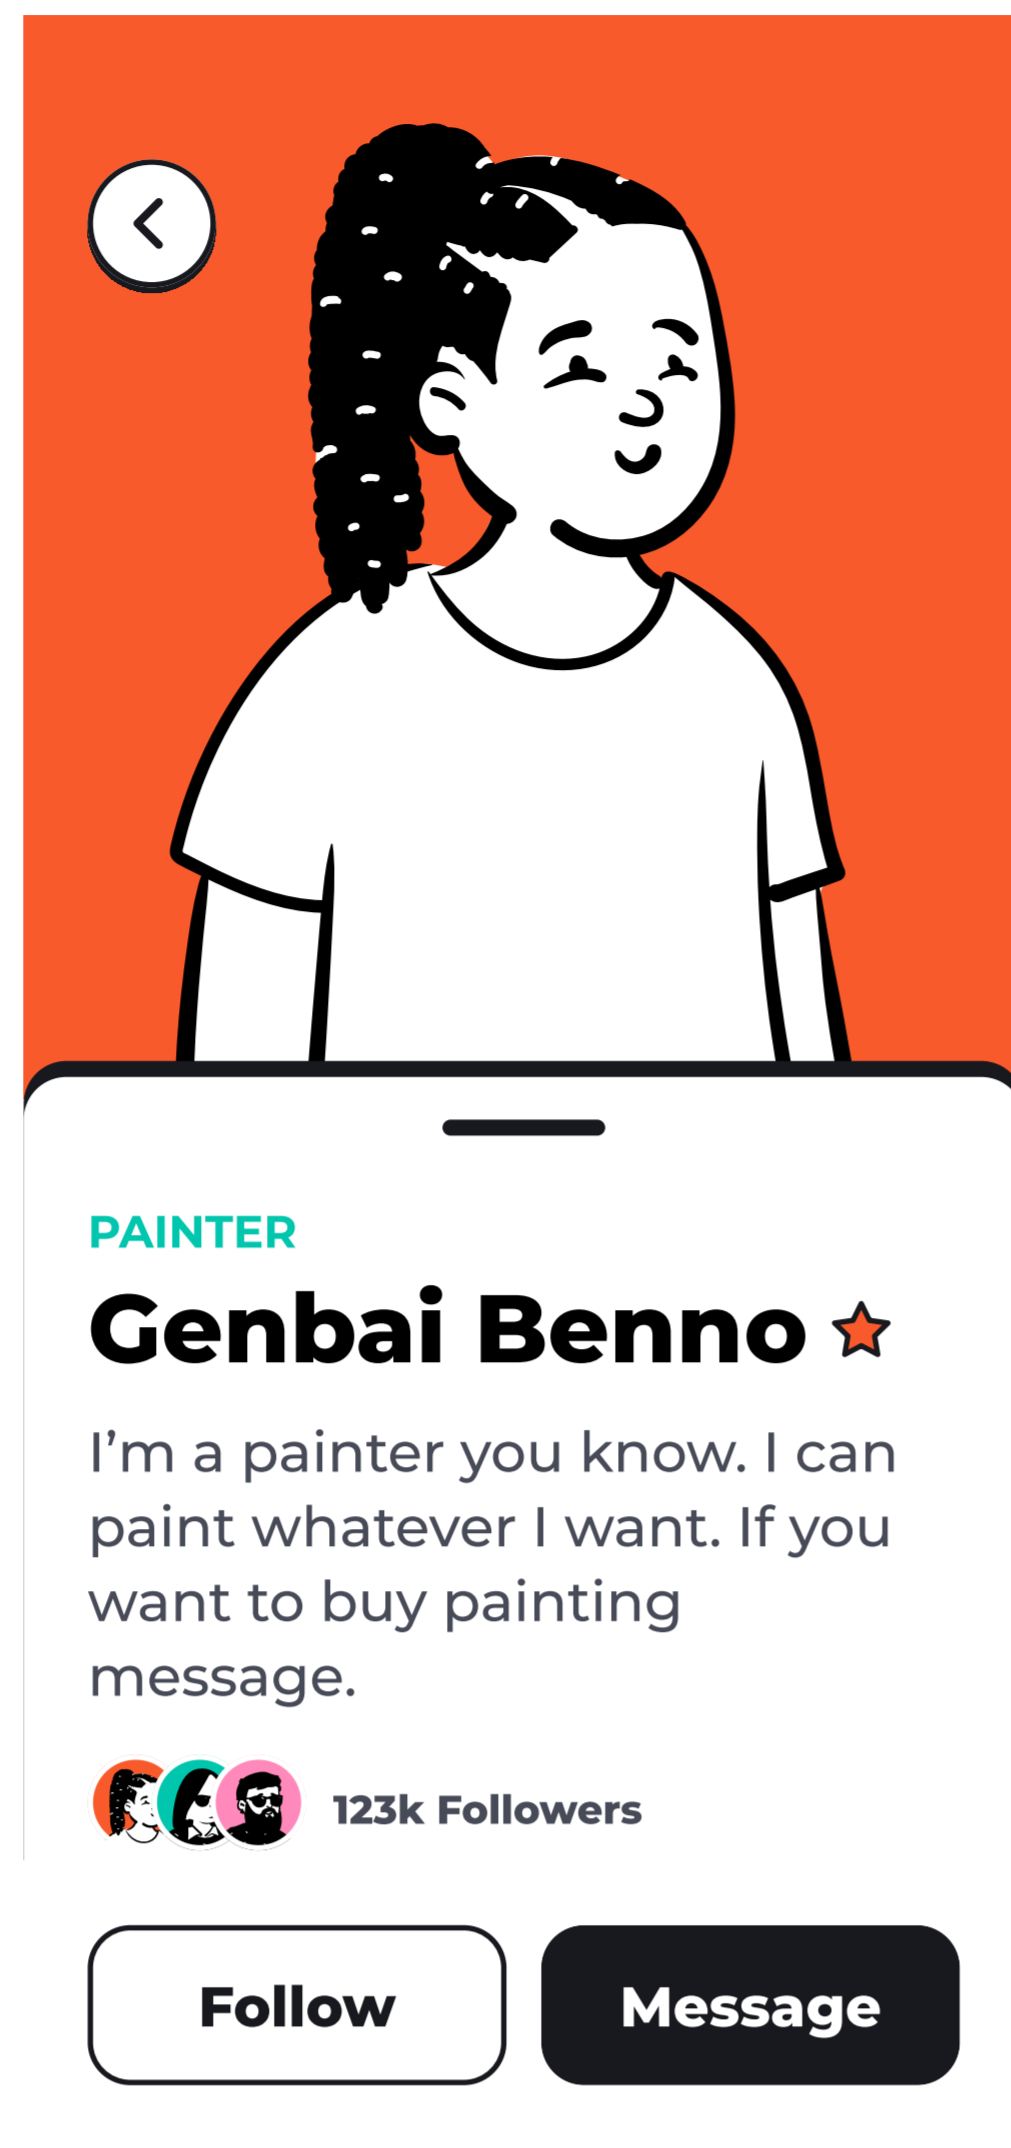 PAINTER
Genbai Benno
I’m a painter you know. I can
paint whatever I want. If you
want to buy painting
message.
123k Followers
Follow
Message